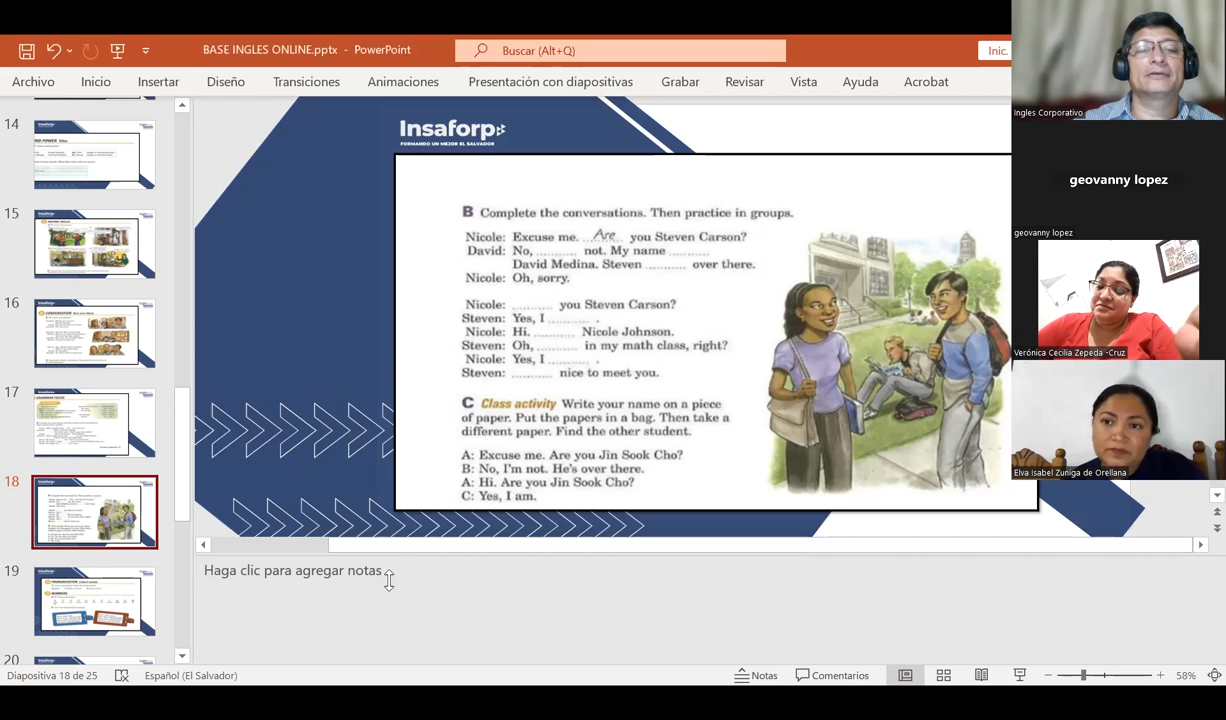 BASE INGLES ONLINE.pptx - PowerPoint
Buscar (Alt+Q)
Inic.
Archivo Inicio Insertar Diseño Transiciones Animaciones Presentación con diapositivas Grabar Revisar Vista Ayuda Acrobat
14
15
16
17
18
19
20
Insaforp
FORMANDO UN MEJOR EL SALVADOR
B Complete the conversations. Then practice in groups.
Nicole: Excuse me. Are you Steven Carson?
David: No, .......... not. My name ..........
David Medina. Steven .......... over there.
Nicole: Oh, sorry.
Nicole: .......... you Steven Carson?
Steven: Yes, I .......... .
Nicole: Hi. .......... Nicole Johnson.
Steven: Oh, .......... in my math class, right?
Nicole: Yes, I .......... .
Steven: .......... nice to meet you.
C Class activity Write your name on a piece
of paper. Put the papers in a bag. Then take a
different paper. Find the other student.
A: Excuse me. Are you Jin Sook Cho?
B: No, I'm not. He's over there.
A: Hi. Are you Jin Sook Cho?
C: Yes, I am.
Haga clic para agregar notas
Diapositiva 18 de 25 Español (El Salvador) Notas Comentarios 58%
Ingles Corporativo
geovanny lopez
geovanny lopez
Verónica Cecilia Zepeda -Cruz
Elva Isabel Zuniga de Orellana